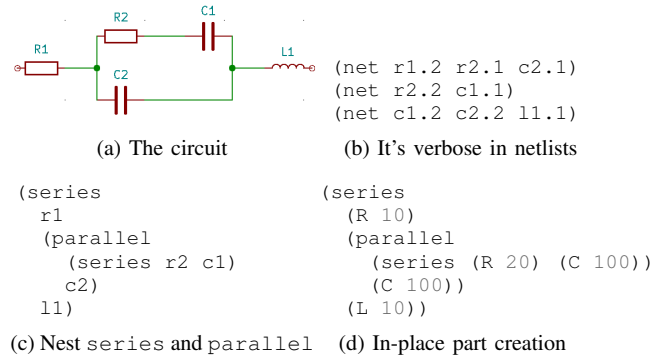 R1
R2
C1
C2
L1
(a) The circuit
(net r1.2 r2.1 c2.1)
(net r2.2 c1.1)
(net c1.2 c2.2 l1.1)
(b) It's verbose in netlists
(series
r1
(parallel
(series r2 c1)
c2)
l1)
(c) Nest series and parallel
(series
(R 10)
(parallel
(series (R 20) (C 100))
(C 100))
(L 10))
(d) In-place part creation